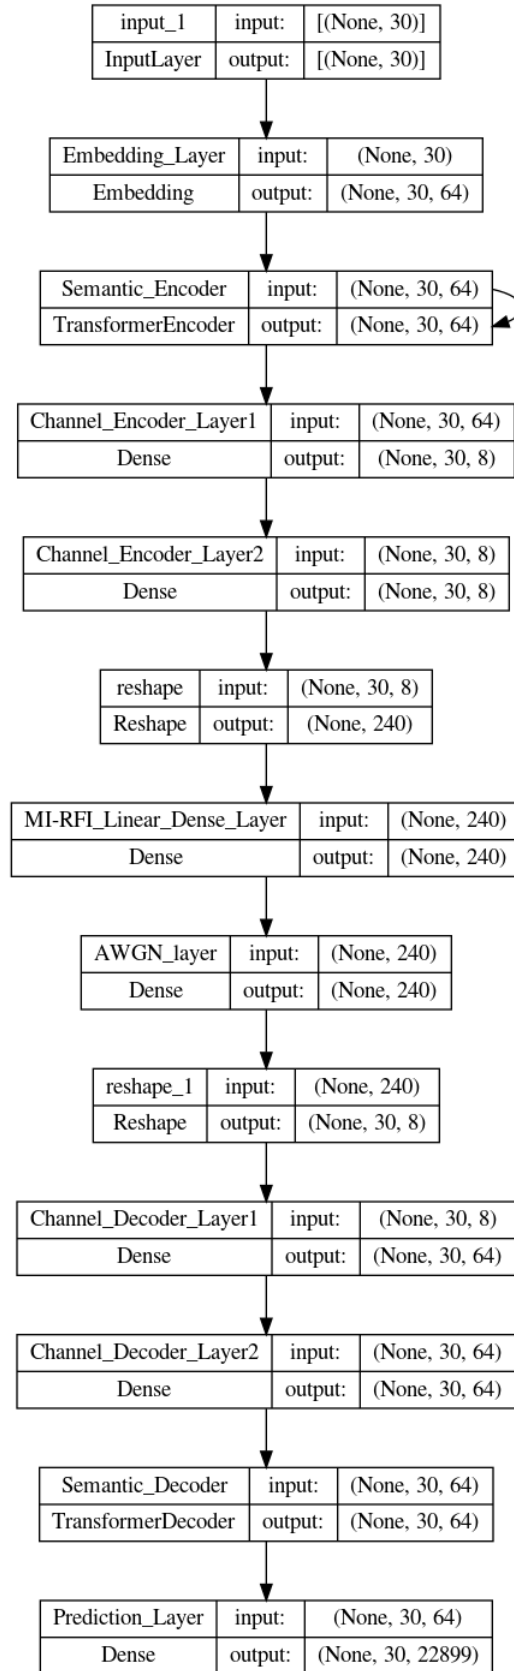 input_1 input: [(None, 30)]
InputLayer output: [(None, 30)]
Embedding_Layer input: (None, 30)
Embedding output: (None, 30, 64)
Semantic_Encoder input: (None, 30, 64)
TransformerEncoder output: (None, 30, 64)
Channel_Encoder_Layer1 input: (None, 30, 64)
Dense output: (None, 30, 8)
Channel_Encoder_Layer2 input: (None, 30, 8)
Dense output: (None, 30, 8)
reshape input: (None, 30, 8)
Reshape output: (None, 240)
MI-RFI_Linear_Dense_Layer input: (None, 240)
Dense output: (None, 240)
AWGN_layer input: (None, 240)
Dense output: (None, 240)
reshape_1 input: (None, 240)
Reshape output: (None, 30, 8)
Channel_Decoder_Layer1 input: (None, 30, 8)
Dense output: (None, 30, 64)
Channel_Decoder_Layer2 input: (None, 30, 64)
Dense output: (None, 30, 64)
Semantic_Decoder input: (None, 30, 64)
TransformerDecoder output: (None, 30, 64)
Prediction_Layer input: (None, 30, 64)
Dense output: (None, 30, 22899)